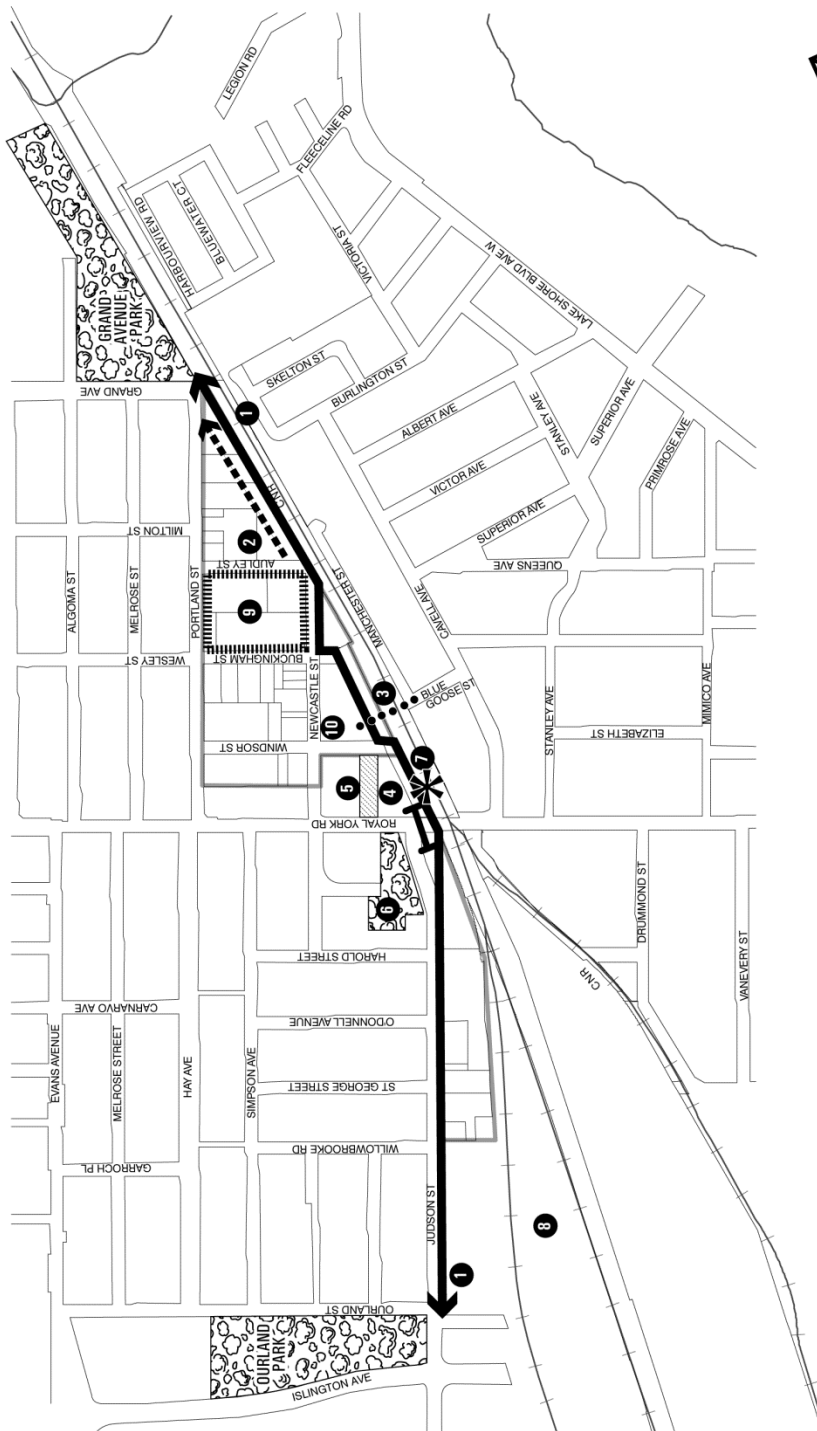 LEGION RD
FLEECELINE RD
HARBOURVIEW RD
BLUEWATER CT
VICTORIA ST
GRAND
AVENUE
PARK
GRAND AVE
LAKE SHORE BLVD AVE W
SKELTON ST
BURLINGTON ST
ALBERT AVE
STANLEY AVE
SUPERIOR AVE
VICTOR AVE
PRIMROSE AVE
SUPERIOR AVE
1
CNR
2
MILTON ST
AUDLEY ST
ALGOMA ST
MELROSE ST
PORTLAND ST
QUEENS AVE
MANCHESTER ST
CAVELL AVE
9
BUCKINGHAM ST
WESLEY ST
NEWCASTLE ST
3
BLUE
GOOSE ST
10
WINDSOR ST
STANLEY AVE
ELIZABETH ST
MIMICO AVE
7
5
4
ROYAL YORK RD
6
HAROLD STREET
DRUMMOND ST
CNR
VANEVERY ST
CARNARVO AVE
O'DONNELL AVENUE
EVANS AVENUE
MELROSE STREET
HAY AVE
SIMPSON AVE
ST GEORGE STREET
WILLOWBROOKE RD
GARROCH PL
JUDSON ST
8
1
OURLAND ST
OURLAND
PARK
ISLINGTON AVE